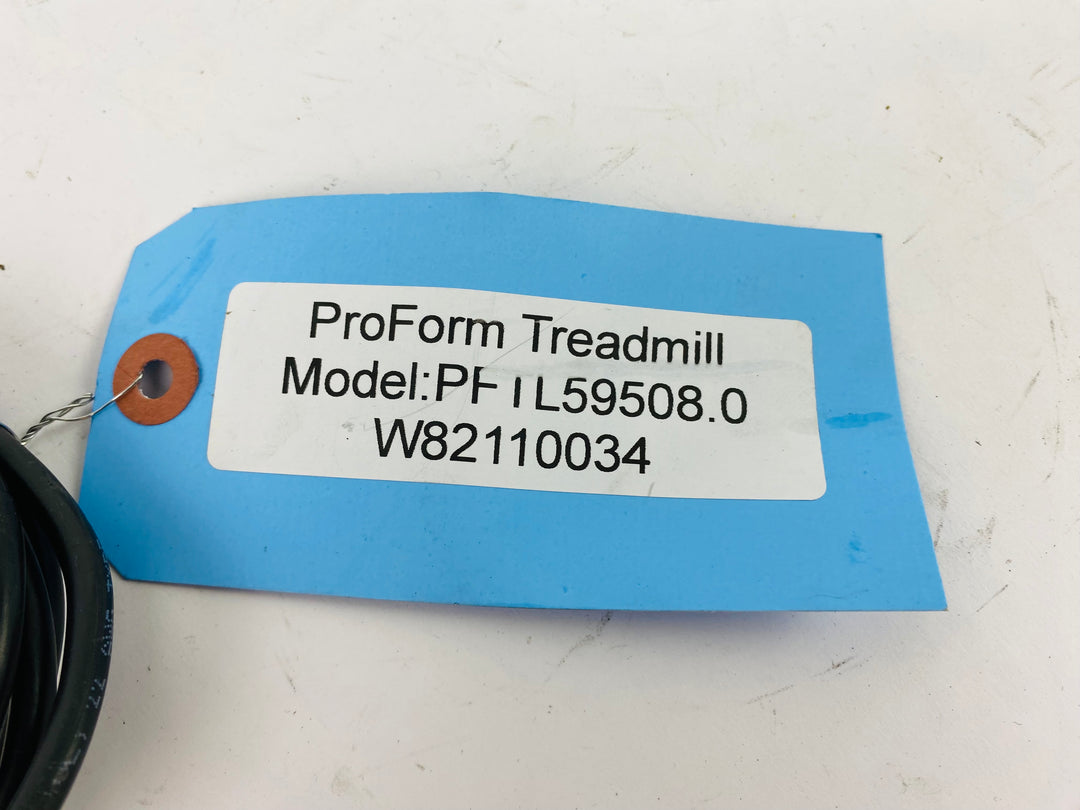 ProForm Treadmill
Model:PFTL59508.0
W82110034